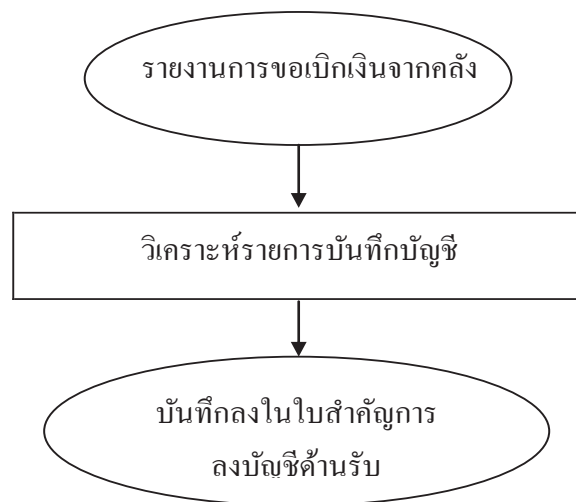 รายงานการขอเบิกเงินจากคลัง
วิเคราะห์รายการบันทึกบัญชี
บันทึกลงในใบสำคัญการ
ลงบัญชีด้านรับ